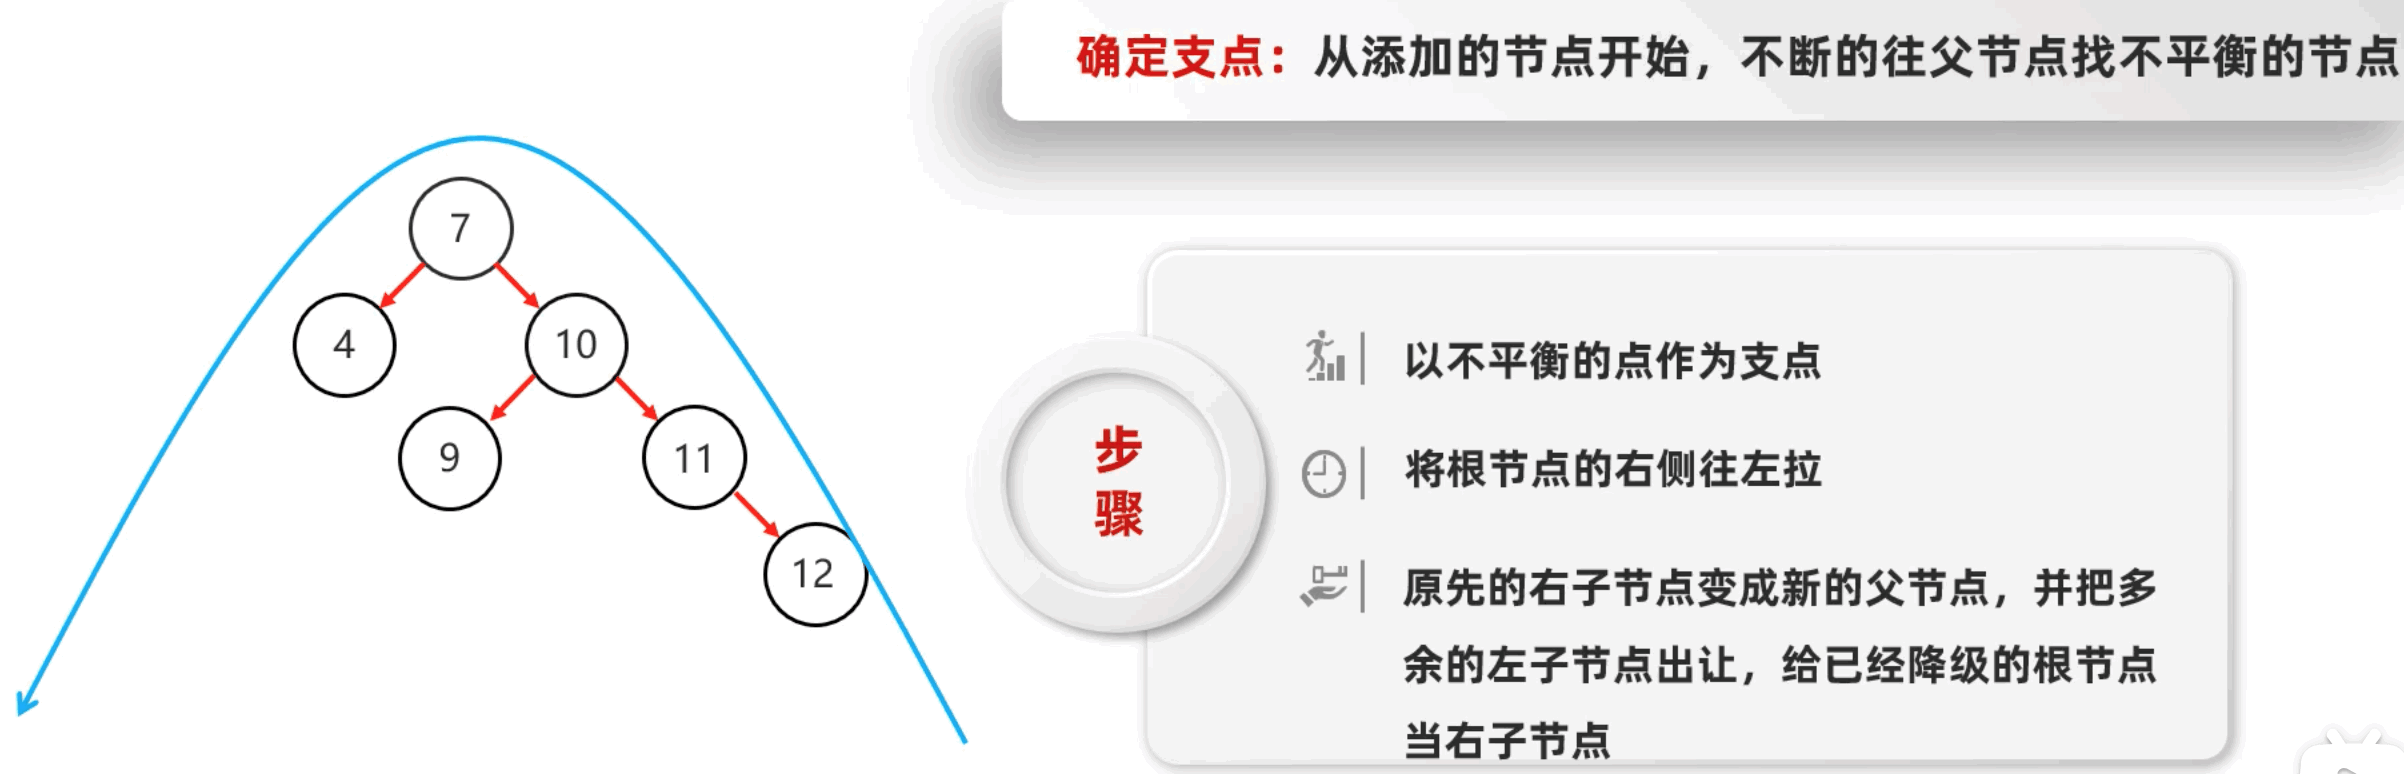 确定支点：从添加的节点开始，不断的往父节点找不平衡的节点
7
4
10
9
11
12
步
骤
以不平衡的点作为支点
将根节点的右侧往左拉
原先的右子节点变成新的父节点，并把多
余的左子节点出让，给已经降级的根节点
当右子节点